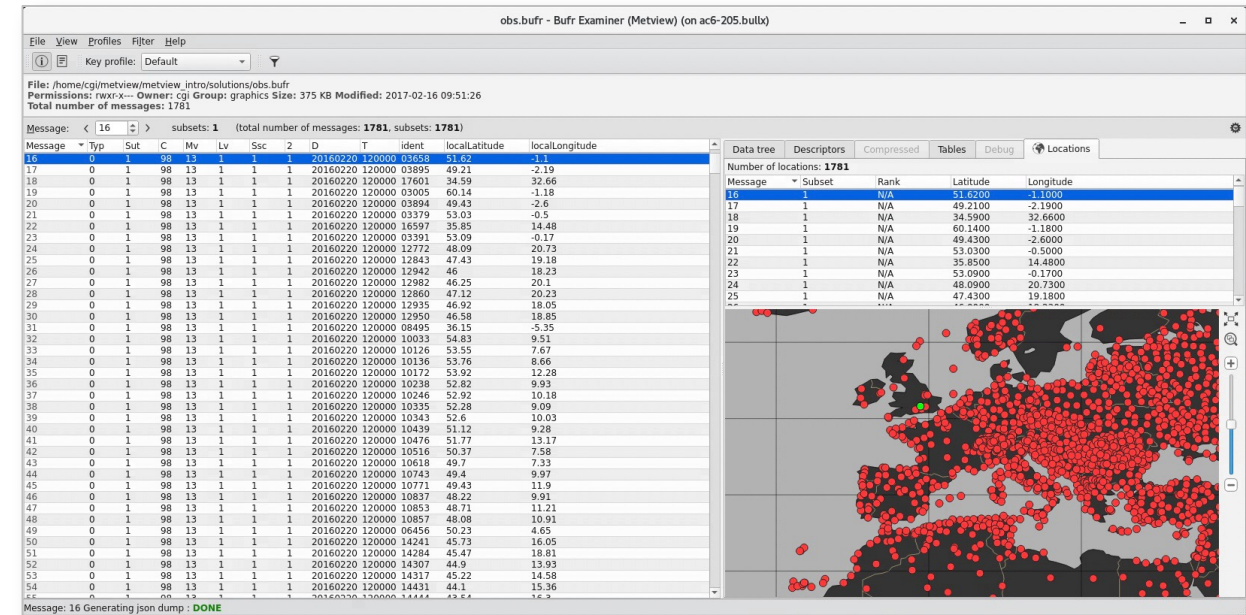 obs.bufr - Bufr Examiner (Metview) (on ac6-205.bullx)
File View Profiles Filter Help
Key profile: Default
File: /home/cgi/metview/metview_intro/solutions/obs.bufr
Permissions: rwxr-x--- Owner: cgi Group: graphics Size: 375 KB Modified: 2017-02-16 09:51:26
Total number of messages: 1781
Message: 16 subsets: 1 (total number of messages: 1781, subsets: 1781)
Message Typ Sut C Mv Lv Ssc 2 D T ident localLatitude localLongitude
16 0 1 98 13 1 1 1 20160220 120000 03658 51.62 -1.1
17 0 1 98 13 1 1 1 20160220 120000 03895 49.21 -2.19
18 0 1 98 13 1 1 1 20160220 120000 17601 34.59 32.66
19 0 1 98 13 1 1 1 20160220 120000 03005 60.14 -1.18
20 0 1 98 13 1 1 1 20160220 120000 03894 49.43 -2.6
21 0 1 98 13 1 1 1 20160220 120000 03379 53.03 -0.5
22 0 1 98 13 1 1 1 20160220 120000 16597 35.85 14.48
23 0 1 98 13 1 1 1 20160220 120000 03391 53.09 -0.17
24 0 1 98 13 1 1 1 20160220 120000 12772 48.09 20.73
25 0 1 98 13 1 1 1 20160220 120000 12843 47.43 19.18
26 0 1 98 13 1 1 1 20160220 120000 12942 46 18.23
27 0 1 98 13 1 1 1 20160220 120000 12982 46.25 20.1
28 0 1 98 13 1 1 1 20160220 120000 12860 47.12 20.23
29 0 1 98 13 1 1 1 20160220 120000 12935 46.92 18.05
30 0 1 98 13 1 1 1 20160220 120000 12950 46.58 18.85
31 0 1 98 13 1 1 1 20160220 120000 08495 36.15 -5.35
32 0 1 98 13 1 1 1 20160220 120000 10033 54.83 9.51
33 0 1 98 13 1 1 1 20160220 120000 10126 53.55 7.67
34 0 1 98 13 1 1 1 20160220 120000 10136 53.76 8.66
35 0 1 98 13 1 1 1 20160220 120000 10172 53.92 12.28
36 0 1 98 13 1 1 1 20160220 120000 10238 52.82 9.93
37 0 1 98 13 1 1 1 20160220 120000 10246 52.92 10.18
38 0 1 98 13 1 1 1 20160220 120000 10335 52.28 9.09
39 0 1 98 13 1 1 1 20160220 120000 10343 52.6 10.03
40 0 1 98 13 1 1 1 20160220 120000 10439 51.12 9.28
41 0 1 98 13 1 1 1 20160220 120000 10476 51.77 13.17
42 0 1 98 13 1 1 1 20160220 120000 10516 50.37 7.58
43 0 1 98 13 1 1 1 20160220 120000 10618 49.7 7.33
44 0 1 98 13 1 1 1 20160220 120000 10743 49.4 9.97
45 0 1 98 13 1 1 1 20160220 120000 10771 49.43 11.9
46 0 1 98 13 1 1 1 20160220 120000 10837 48.22 9.91
47 0 1 98 13 1 1 1 20160220 120000 10853 48.71 11.21
48 0 1 98 13 1 1 1 20160220 120000 10857 48.08 10.91
49 0 1 98 13 1 1 1 20160220 120000 06456 50.23 4.65
50 0 1 98 13 1 1 1 20160220 120000 14241 45.73 16.05
51 0 1 98 13 1 1 1 20160220 120000 14284 45.47 18.81
52 0 1 98 13 1 1 1 20160220 120000 14307 44.9 13.93
53 0 1 98 13 1 1 1 20160220 120000 14317 45.22 14.58
54 0 1 98 13 1 1 1 20160220 120000 14431 44.1 15.36
Data tree Descriptors Compressed Tables Debug Locations
Number of locations: 1781
Message Subset Rank Latitude Longitude
16 1 N/A 51.6200 -1.1000
17 1 N/A 49.2100 -2.1900
18 1 N/A 34.5900 32.6600
19 1 N/A 60.1400 -1.1800
20 1 N/A 49.4300 -2.6000
21 1 N/A 53.0300 -0.5000
22 1 N/A 35.8500 14.4800
23 1 N/A 53.0900 -0.1700
24 1 N/A 48.0900 20.7300
25 1 N/A 47.4300 19.1800
Message: 16 Generating json dump : DONE